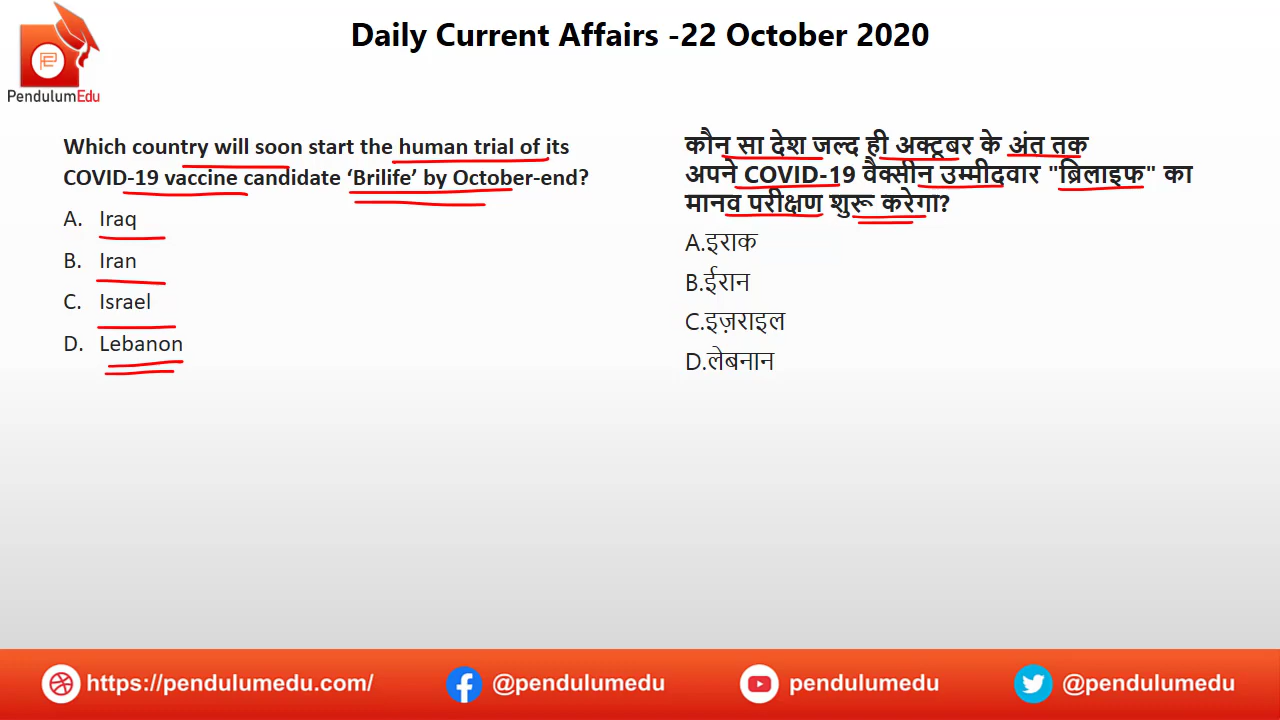 Daily Current Affairs -22 October 2020
PendulumEdu
Which country will soon start the human trial of its
COVID-19 vaccine candidate ‘Brilife’ by October-end?
A. Iraq
B. Iran
C. Israel
D. Lebanon
कौन सा देश जल्द ही अक्टूबर के अंत तक
अपने COVID-19 वैक्सीन उम्मीदवार "ब्रिलाइफ" का
मानव परीक्षण शुरू करेगा?
A.इराक
B.ईरान
C.इज़राइल
D.लेबनान
https://pendulumedu.com/
@pendulumedu
pendulumedu
@pendulumedu